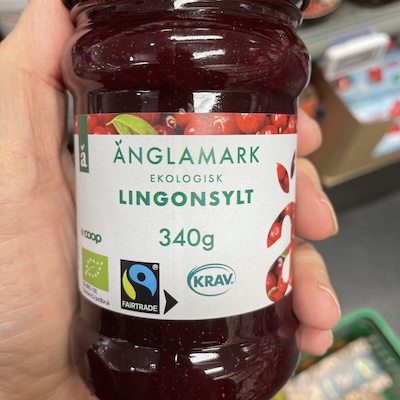 ä
ÄNGLAMARK
EKOLOGISK
LINGONSYLT
340g
coop
FAIRTRADE
KRAV.